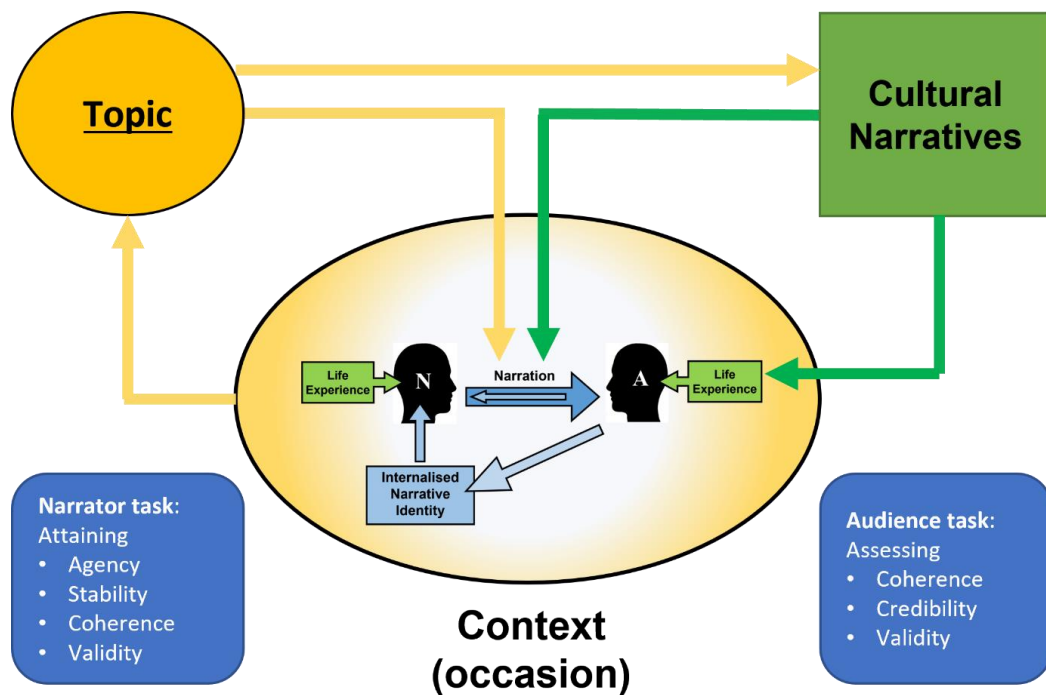 Topic
Cultural
Narratives
Life
Experience
N
Narration
A
Life
Experience
Internalised
Narrative
Identity
Narrator task:
Attaining
• Agency
• Stability
• Coherence
• Validity
Audience task:
Assessing
• Coherence
• Credibility
• Validity
Context
(occasion)